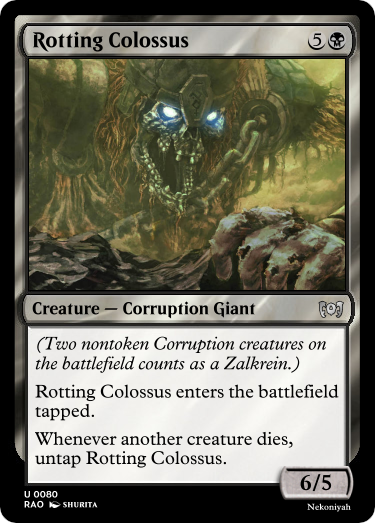 Rotting Colossus 5
Creature — Corruption Giant
(Two nontoken Corruption creatures on
the battlefield counts as a Zalkrein.)
Rotting Colossus enters the battlefield
tapped.
Whenever another creature dies,
untap Rotting Colossus.
6/5
U 0080
RAO SHURITA
Nekoniyah